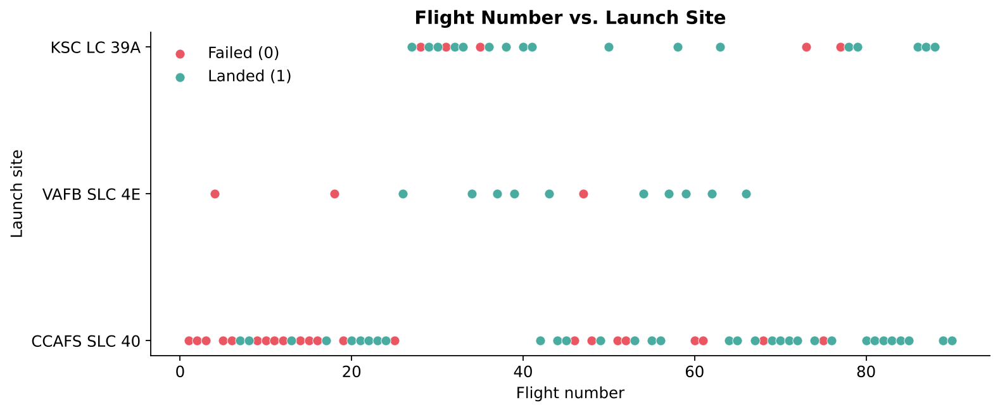 Flight Number vs. Launch Site
KSC LC 39A
Failed (0)
Landed (1)
Launch site
VAFB SLC 4E
CCAFS SLC 40
0 20 40 60 80
Flight number